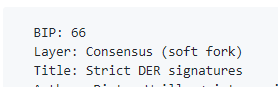 BIP: 66
Layer: Consensus (soft fork)
Title: Strict DER signatures